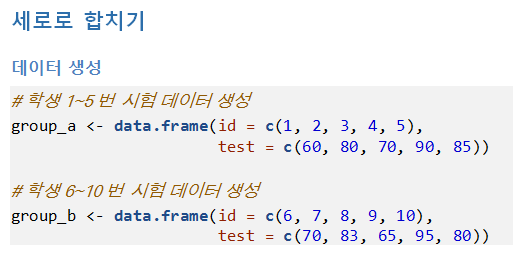 세로로 합치기
데이터 생성
# 학생 1~5 번 시험 데이터 생성
group_a <- data.frame(id = c(1, 2, 3, 4, 5),
                      test = c(60, 80, 70, 90, 85))
# 학생 6~10 번 시험 데이터 생성
group_b <- data.frame(id = c(6, 7, 8, 9, 10),
                      test = c(70, 83, 65, 95, 80))